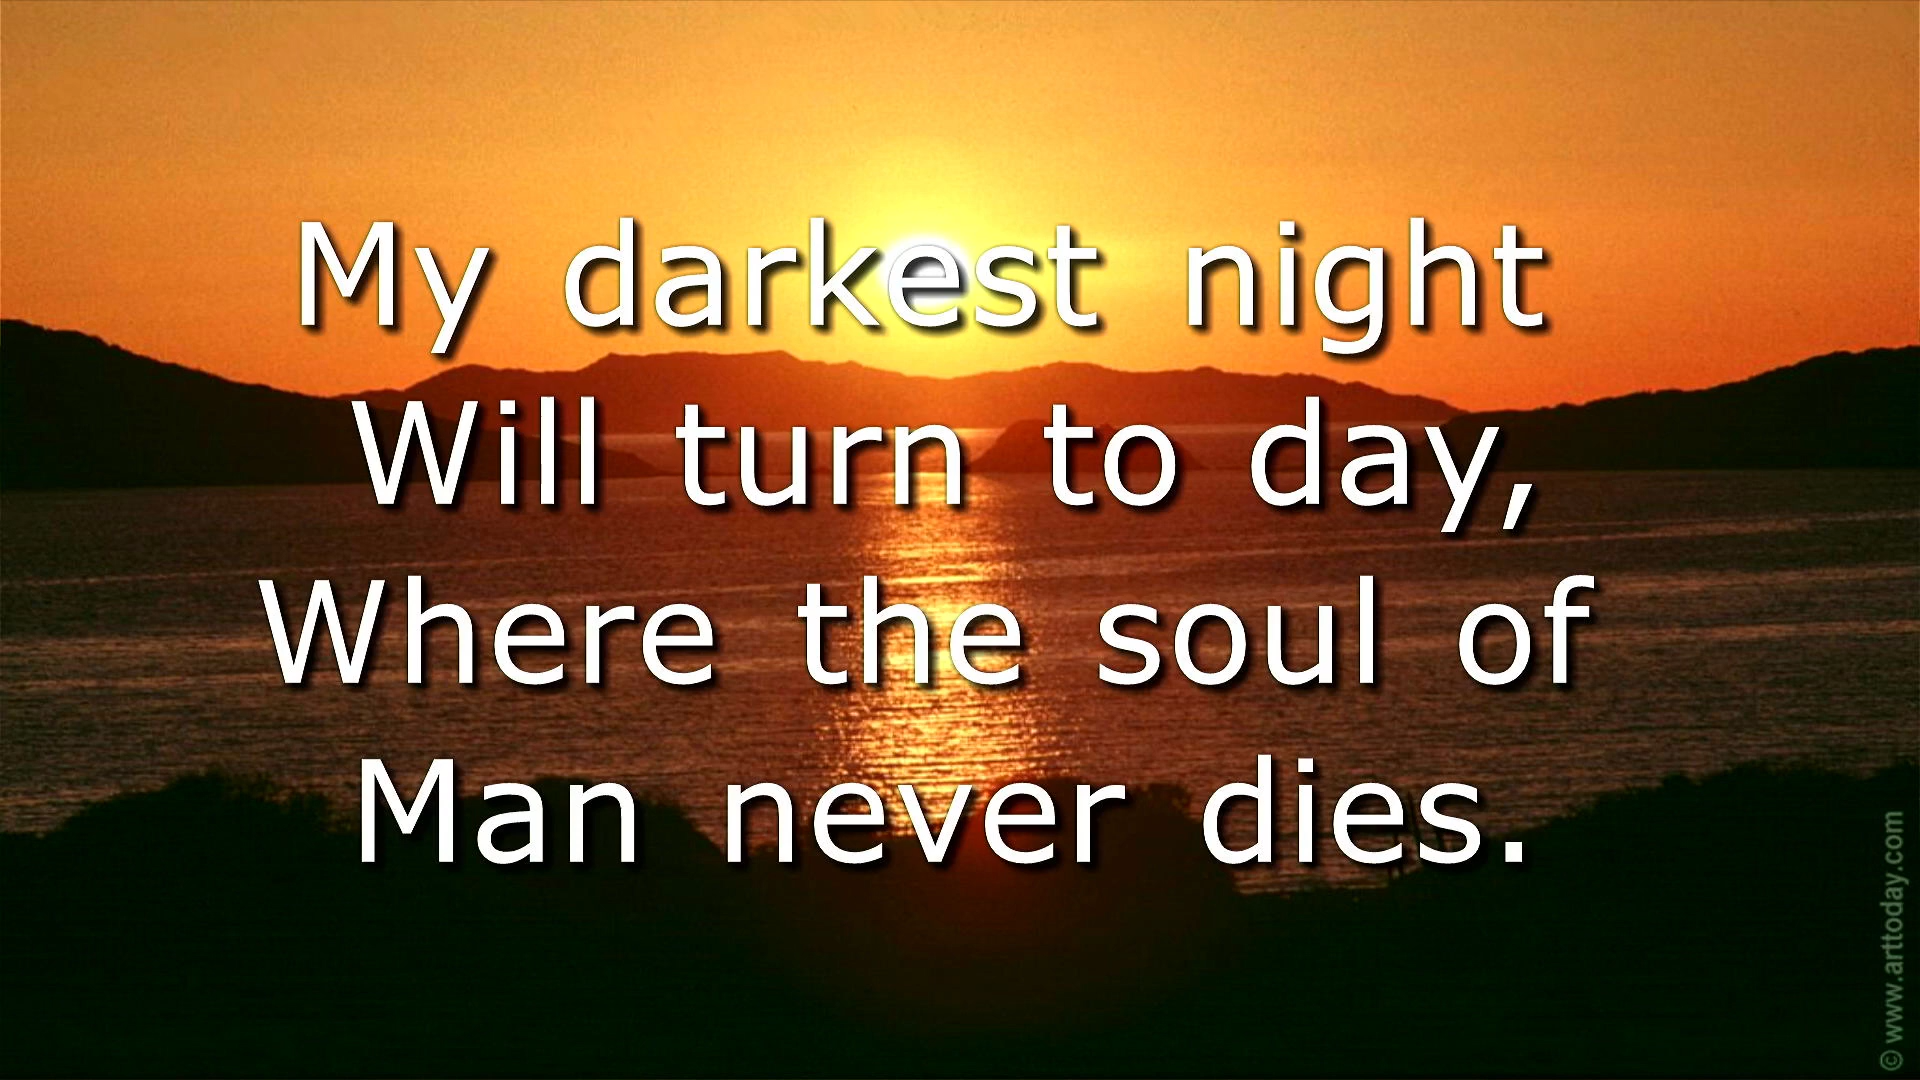 My darkest night
Will turn to day,
Where the soul of
Man never dies.
© www.arttoday.com